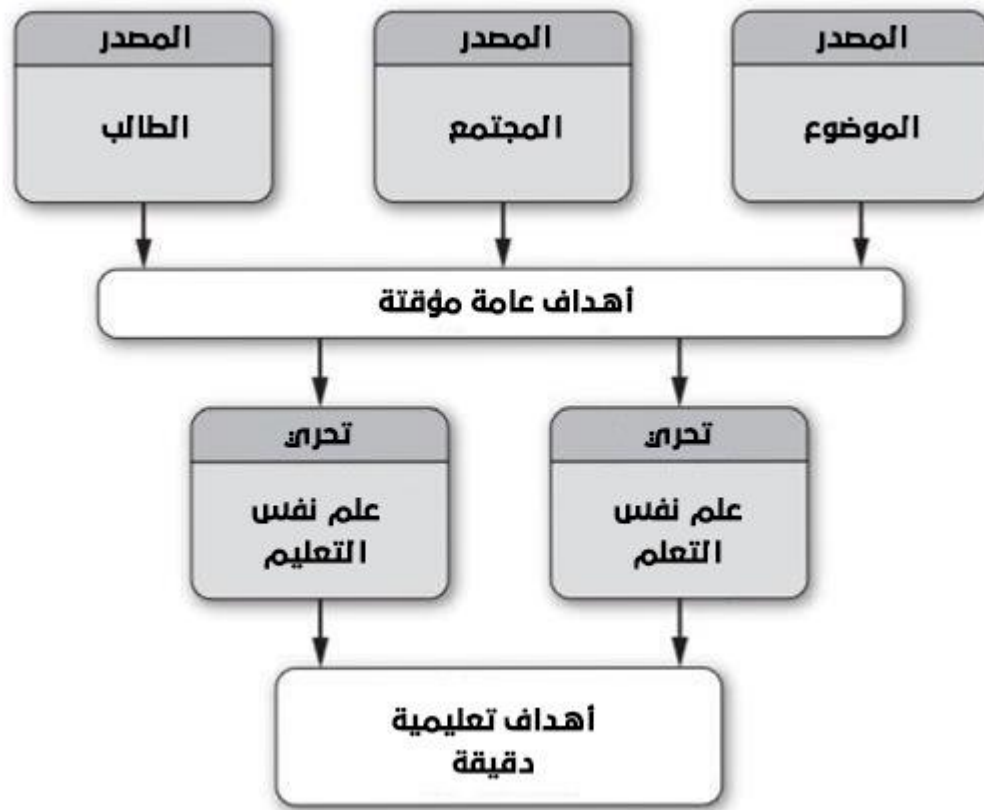 المصدر
الموضوع
المصدر
المجتمع
المصدر
الطالب
أهداف عامة مؤقتة
تحري
علم نفس
التعلم
تحري
علم نفس
التعليم
أهداف تعليمية
دقيقة